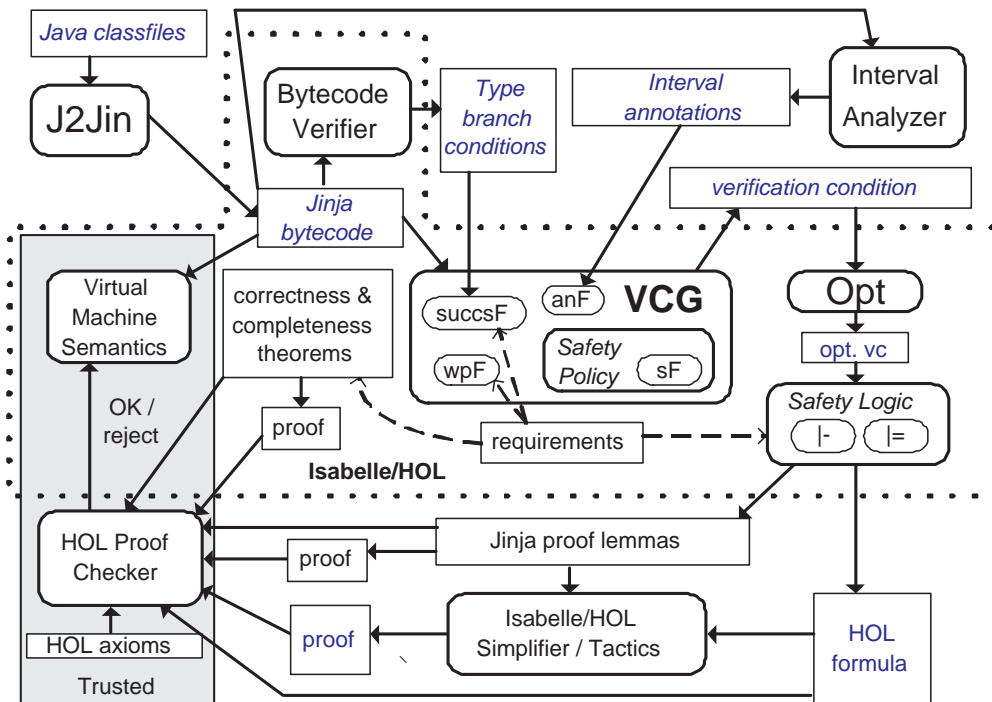 Java classfiles
J2Jin
Bytecode
Verifier
Type
branch
conditions
Interval
annotations
Interval
Analyzer
verification condition
Jinja
bytecode
Virtual
Machine
Semantics
correctness &
completeness
theorems
succsF
anF
VCG
wpF
Safety
Policy
sF
Opt
opt. vc
Safety Logic
|-
|=
OK /
reject
proof
requirements
Isabelle/HOL
HOL Proof
Checker
proof
Jinja proof lemmas
HOL axioms
Trusted
proof
Isabelle/HOL
Simplifier / Tactics
HOL
formula